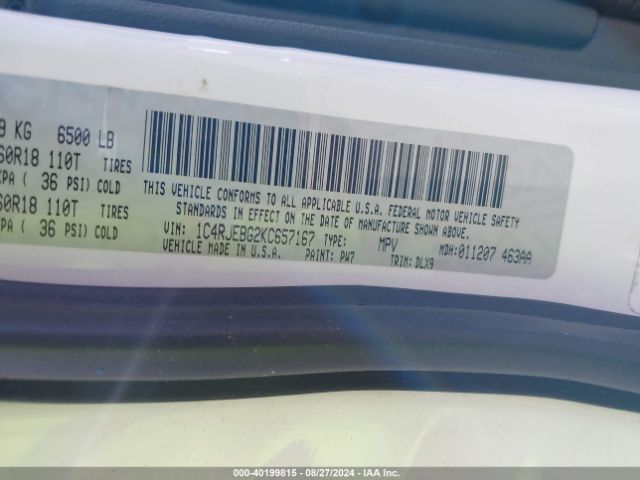 9 KG 6500 LB
60R18 110T TIRES
KPA ( 36 PSI) COLD
60R18 110T TIRES
KPA ( 36 PSI) COLD
THIS VEHICLE CONFORMS TO ALL APPLICABLE U.S.A. FEDERAL MOTOR VEHICLE SAFETY
STANDARDS IN EFFECT ON THE DATE OF MANUFACTURE SHOWN ABOVE.
VIN: 1C4RJEBG2KC657167 TYPE: MPV MDH:011207 463AA
VEHICLE MADE IN U.S.A. PAINT: PW7 TRIM: DLX9
000-40199815 - 08/27/2024 - IAA Inc.